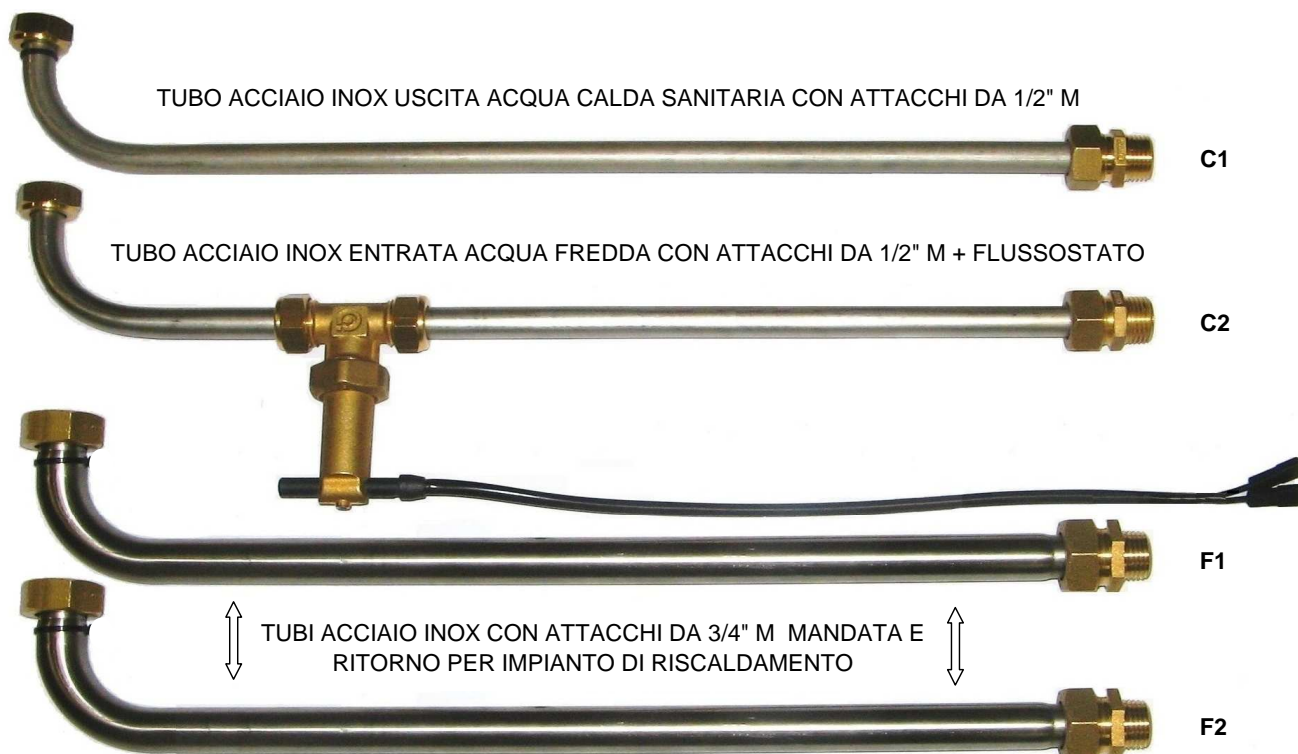 TUBO ACCIAIO INOX USCITA ACQUA CALDA SANITARIA CON ATTACCHI DA 1/2" M
C1
TUBO ACCIAIO INOX ENTRATA ACQUA FREDDA CON ATTACCHI DA 1/2" M + FLUSSOSTATO
C2
F1
TUBI ACCIAIO INOX CON ATTACCHI DA 3/4" M MANDATA E
RITORNO PER IMPIANTO DI RISCALDAMENTO
F2